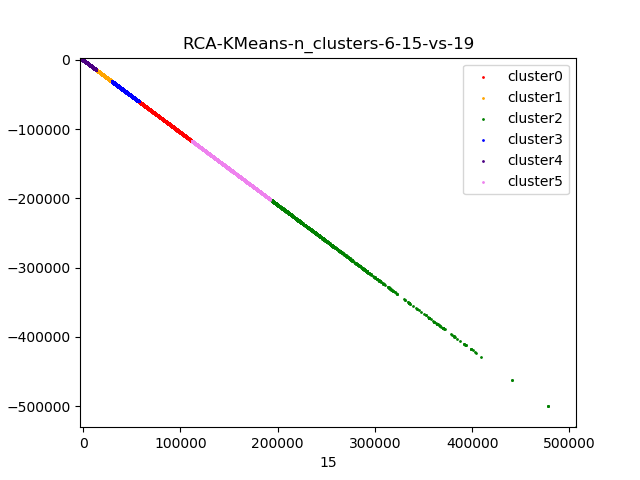 RCA-KMeans-n_clusters-6-15-vs-19
0
−100000
−200000
−300000
−400000
−500000
cluster0
cluster1
cluster2
cluster3
cluster4
cluster5
0 100000 200000 300000 400000 500000
15